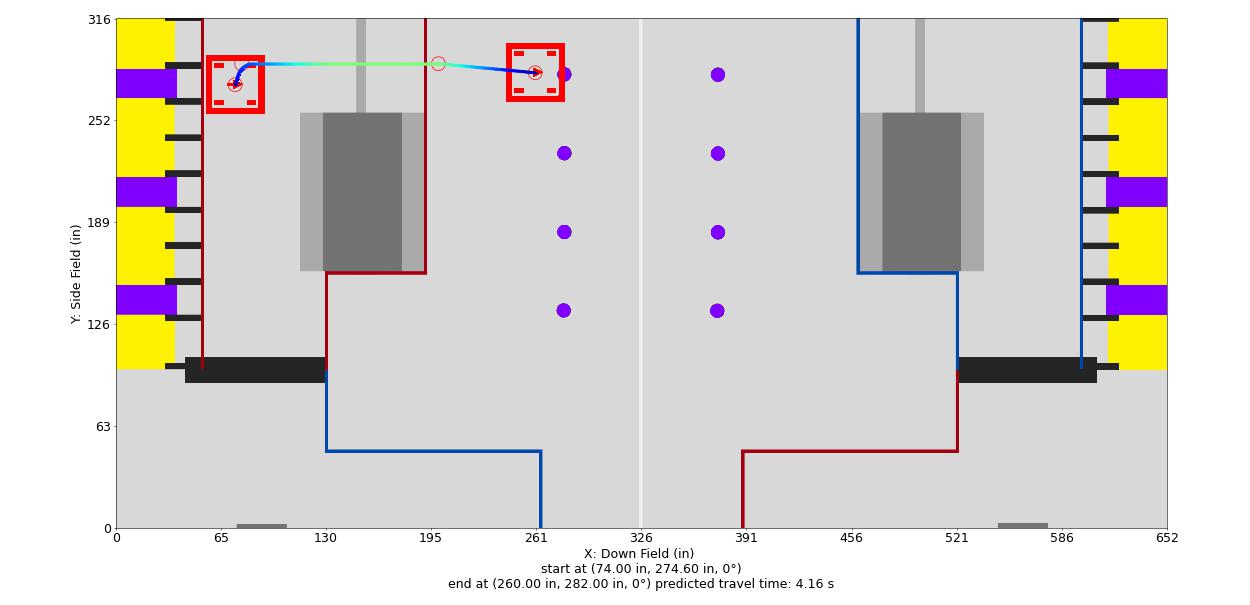 316
252
189
126
63
0
Y: Side Field (in)
0 65 130 195 261 326 391 456 521 586 652
X: Down Field (in)
start at (74.00 in, 274.60 in, 0°)
end at (260.00 in, 282.00 in, 0°) predicted travel time: 4.16 s